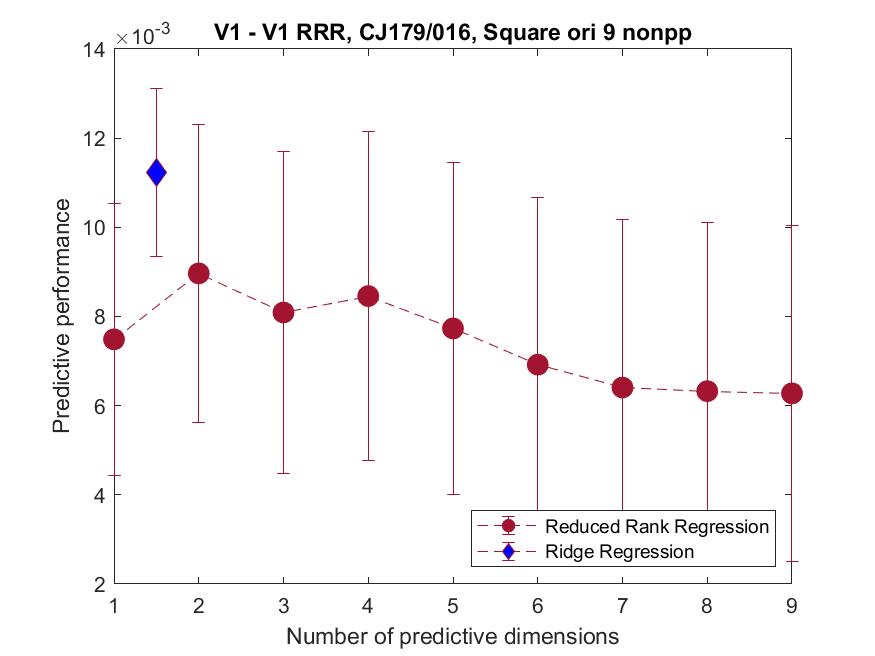 V1 - V1 RRR, CJ179/016, Square ori 9 nonpp
×10-3
14
12
10
8
6
4
2
Predictive performance
1 2 3 4 5 6 7 8 9
Number of predictive dimensions
Reduced Rank Regression
Ridge Regression